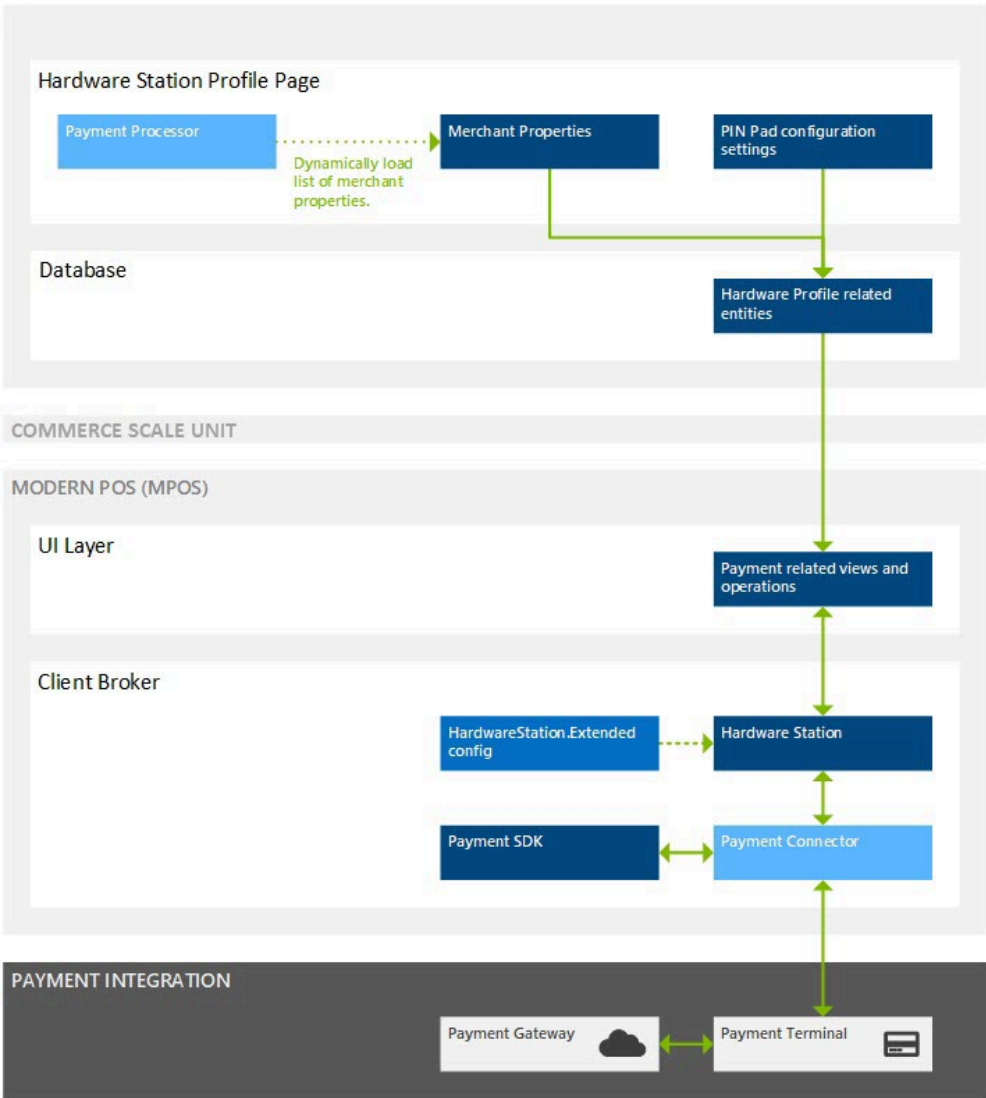 Hardware Station Profile Page
Payment Processor
Merchant Properties
PIN Pad configuration
settings
Dynamically load
list of merchant
properties.
Database
Hardware Profile related
entities
COMMERCE SCALE UNIT
MODERN POS (MPOS)
UI Layer
Payment related views and
operations
Client Broker
HardwareStation.Extended
config
Hardware Station
Payment SDK
Payment Connector
PAYMENT INTEGRATION
Payment Gateway
Payment Terminal